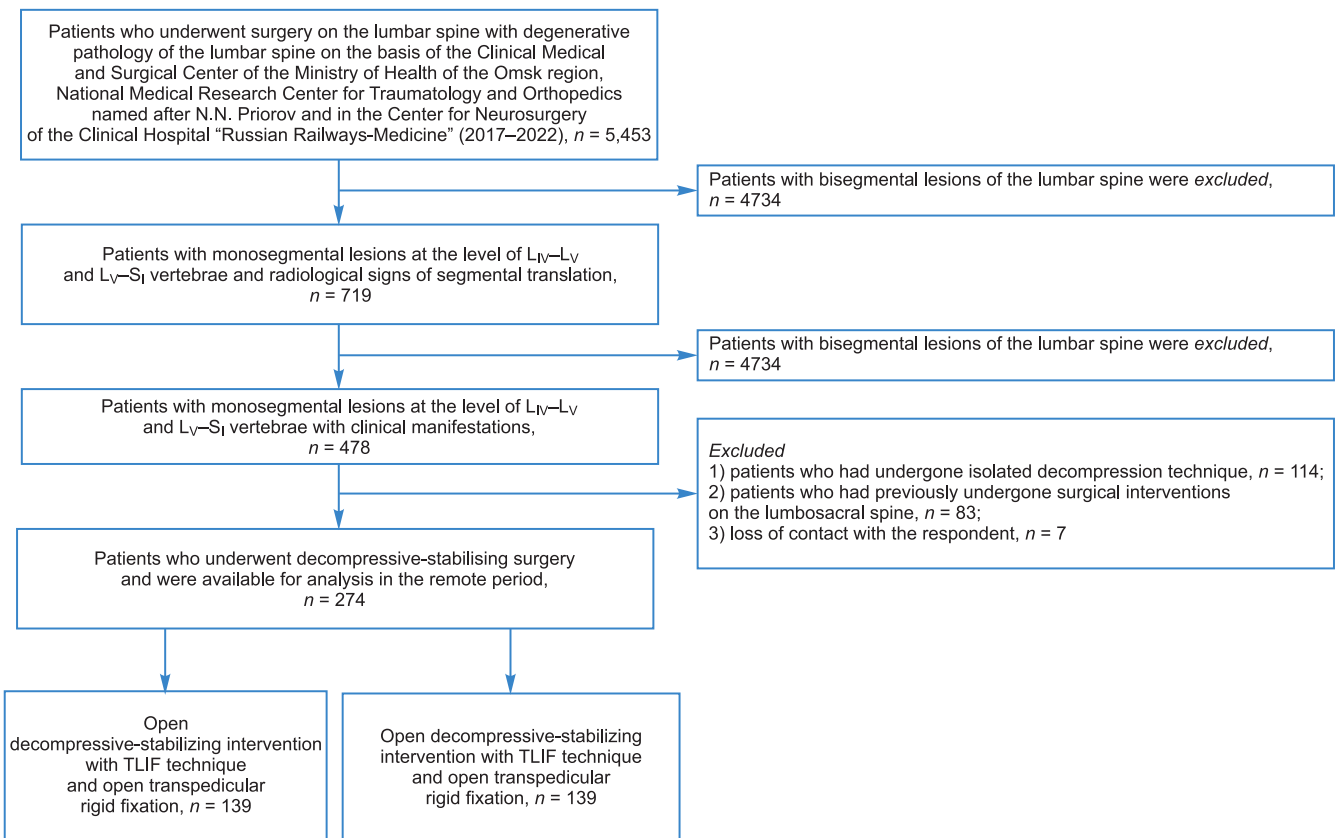 Patients who underwent surgery on the lumbar spine with degenerative
pathology of the lumbar spine on the basis of the Clinical Medical
and Surgical Center of the Ministry of Health of the Omsk region,
National Medical Research Center for Traumatology and Orthopedics
named after N.N. Priorov and in the Center for Neurosurgery
of the Clinical Hospital “Russian Railways-Medicine” (2017–2022), n = 5,453
Patients with bisegmental lesions of the lumbar spine were excluded,
n = 4734
Patients with monosegmental lesions at the level of LIV–LV
and LV–SI vertebrae and radiological signs of segmental translation,
n = 719
Patients with bisegmental lesions of the lumbar spine were excluded,
n = 4734
Patients with monosegmental lesions at the level of LIV–LV
and LV–SI vertebrae with clinical manifestations,
n = 478
Excluded
1) patients who had undergone isolated decompression technique, n = 114;
2) patients who had previously undergone surgical interventions
on the lumbosacral spine, n = 83;
3) loss of contact with the respondent, n = 7
Patients who underwent decompressive-stabilising surgery
and were available for analysis in the remote period,
n = 274
Open
decompressive-stabilizing intervention
with TLIF technique
and open transpedicular
rigid fixation, n = 139
Open decompressive-stabilizing
intervention with TLIF technique
and open transpedicular
rigid fixation, n = 139